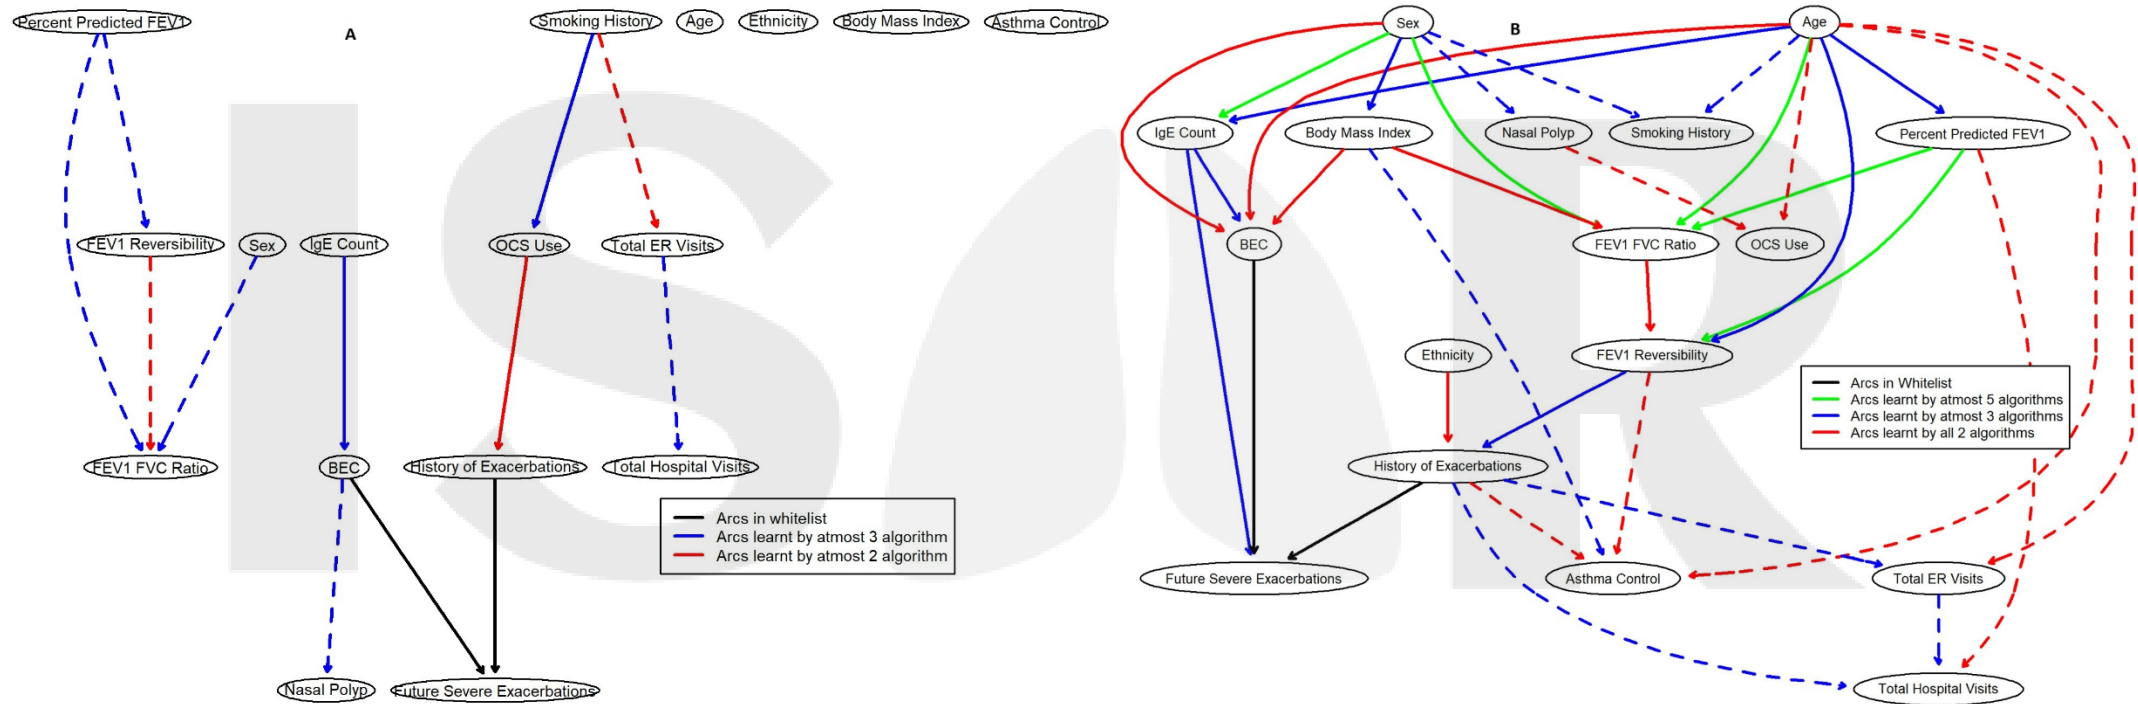 A
Percent Predicted FEV1
Smoking History
Age
Ethnicity
Body Mass Index
Asthma Control
FEV1 Reversibility
Sex
IgE Count
OCS Use
Total ER Visits
FEV1 FVC Ratio
BEC
History of Exacerbations
Total Hospital Visits
Arcs in whitelist
Arcs learnt by atmost 3 algorithm
Arcs learnt by atmost 2 algorithm
Nasal Polyp
Future Severe Exacerbations
B
Sex
Age
IgE Count
Body Mass Index
Nasal Polyp
Smoking History
Percent Predicted FEV1
BEC
FEV1 FVC Ratio
OCS Use
Ethnicity
FEV1 Reversibility
Arcs in Whitelist
Arcs learnt by atmost 5 algorithms
Arcs learnt by atmost 3 algorithms
Arcs learnt by all 2 algorithms
History of Exacerbations
Future Severe Exacerbations
Asthma Control
Total ER Visits
Total Hospital Visits
ISAR